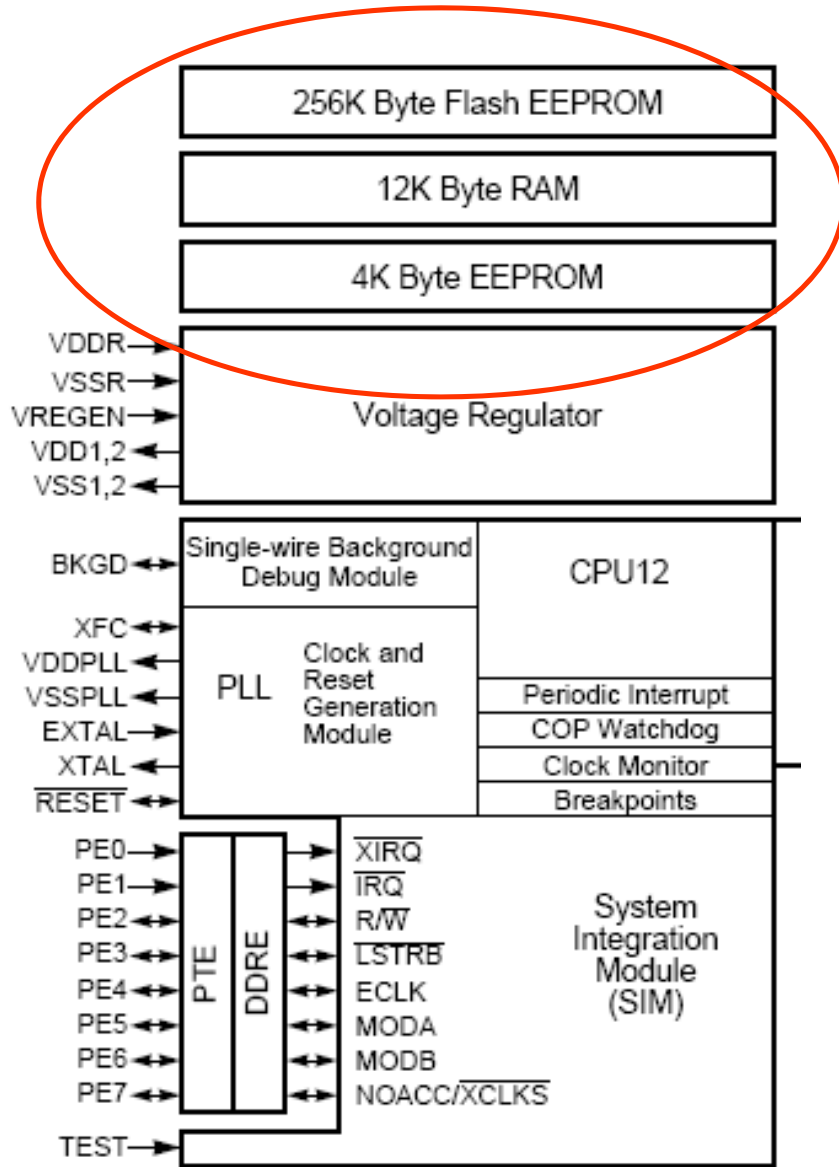 256K Byte Flash EEPROM
12K Byte RAM
4K Byte EEPROM
VDDR
VSSR
VREGEN
VDD1,2
VSS1,2
Voltage Regulator
BKGD
Single-wire Background
Debug Module
CPU12
XFC
VDDPLL
VSSPLL
EXTAL
XTAL
RESET
PLL
Clock and
Reset
Generation
Module
Periodic Interrupt
COP Watchdog
Clock Monitor
Breakpoints
PE0
PE1
PE2
PE3
PE4
PE5
PE6
PE7
PTE
DDRE
XIRQ
IRQ
R/W
LSTRB
ECLK
MODA
MODB
NOACC/XCLKS
System
Integration
Module
(SIM)
TEST